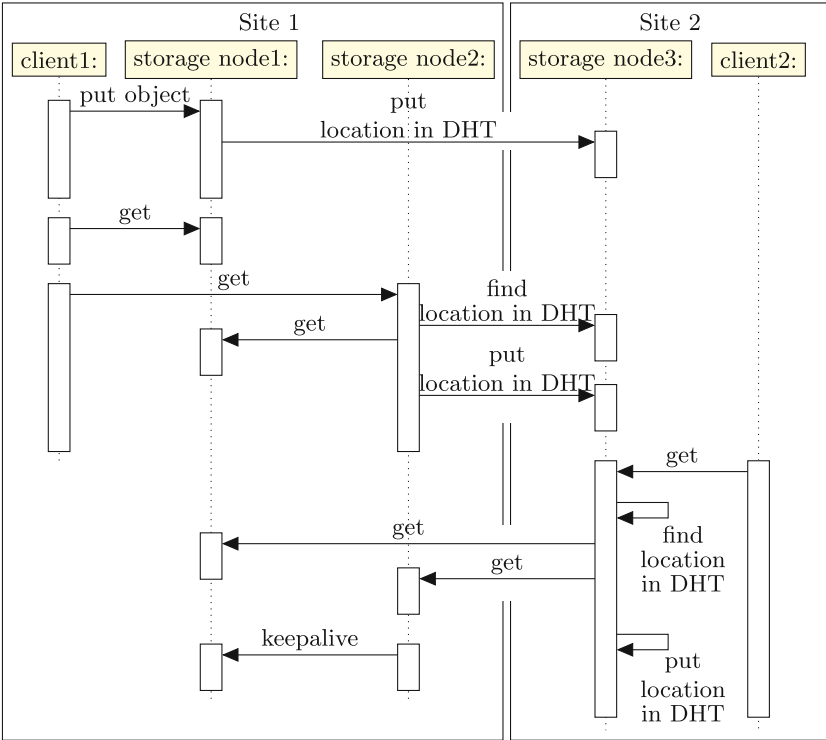 Site 1
Site 2
client1:
storage node1:
storage node2:
storage node3:
client2:
put object
put
location in DHT
get
get
find
location in DHT
get
put
location in DHT
get
get
find
location
in DHT
get
keepalive
put
location
in DHT